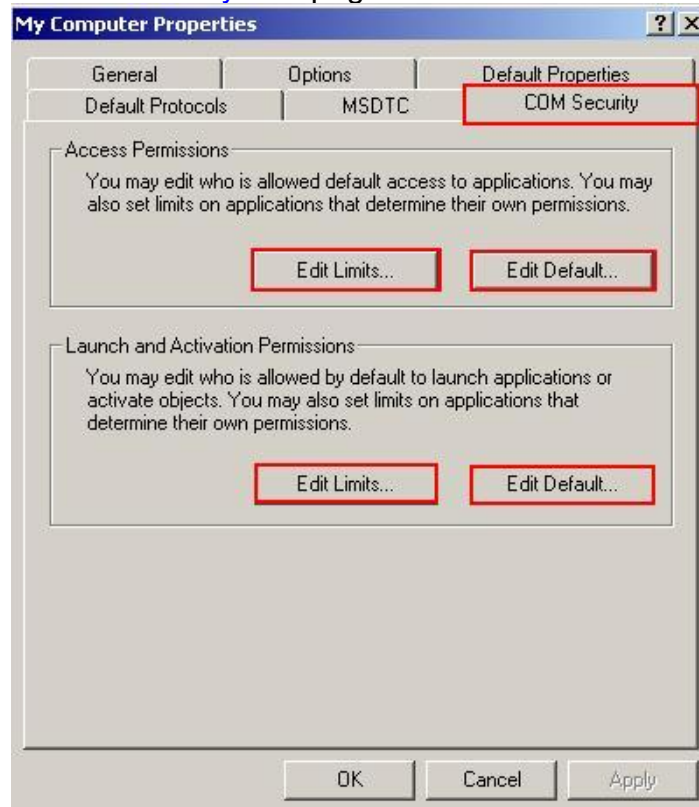 My Computer Properties
General Options Default Properties
Default Protocols MSDTC COM Security
Access Permissions
You may edit who is allowed default access to applications. You may
also set limits on applications that determine their own permissions.
Edit Limits... Edit Default...
Launch and Activation Permissions
You may edit who is allowed by default to launch applications or
activate objects. You may also set limits on applications that
determine their own permissions.
Edit Limits... Edit Default...
OK Cancel Apply